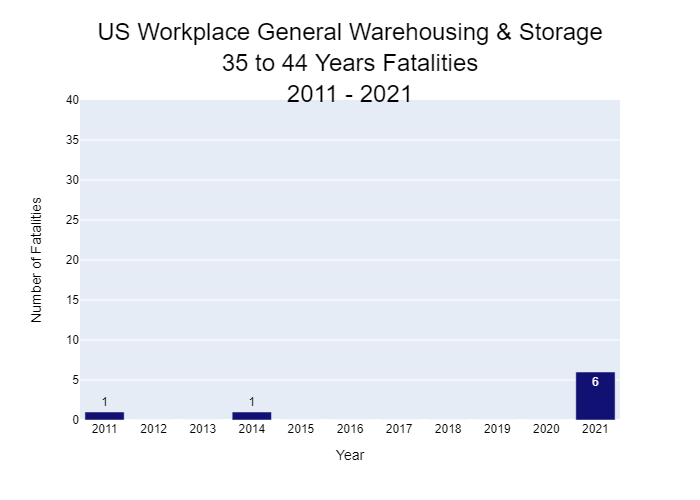 US Workplace General Warehousing & Storage
35 to 44 Years Fatalities
2011 - 2021
40
35
30
25
20
15
10
5
0
Number of Fatalities
1
1
6
2011 2012 2013 2014 2015 2016 2017 2018 2019 2020 2021
Year